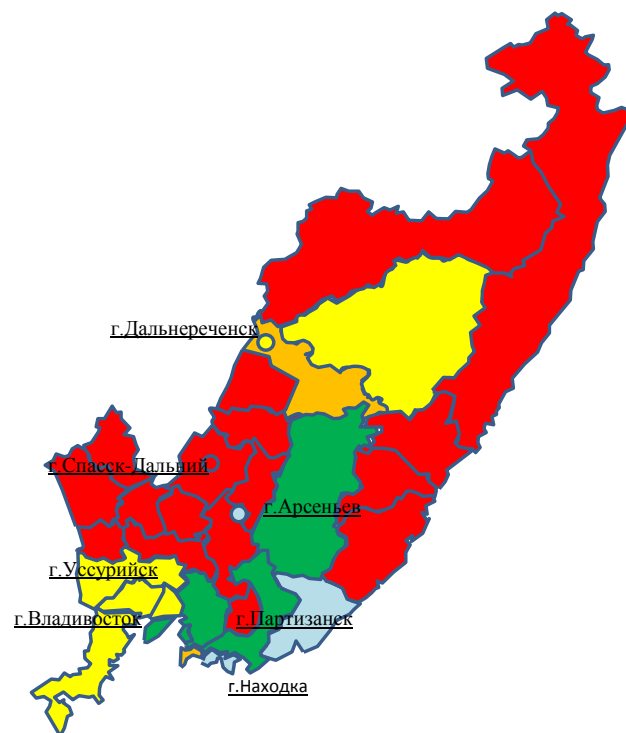 г.Дальнереченск
г.Спасск-Дальний
г.Арсеньев
г.Уссурийск
г.Владивосток
г.Партизанск
г.Находка